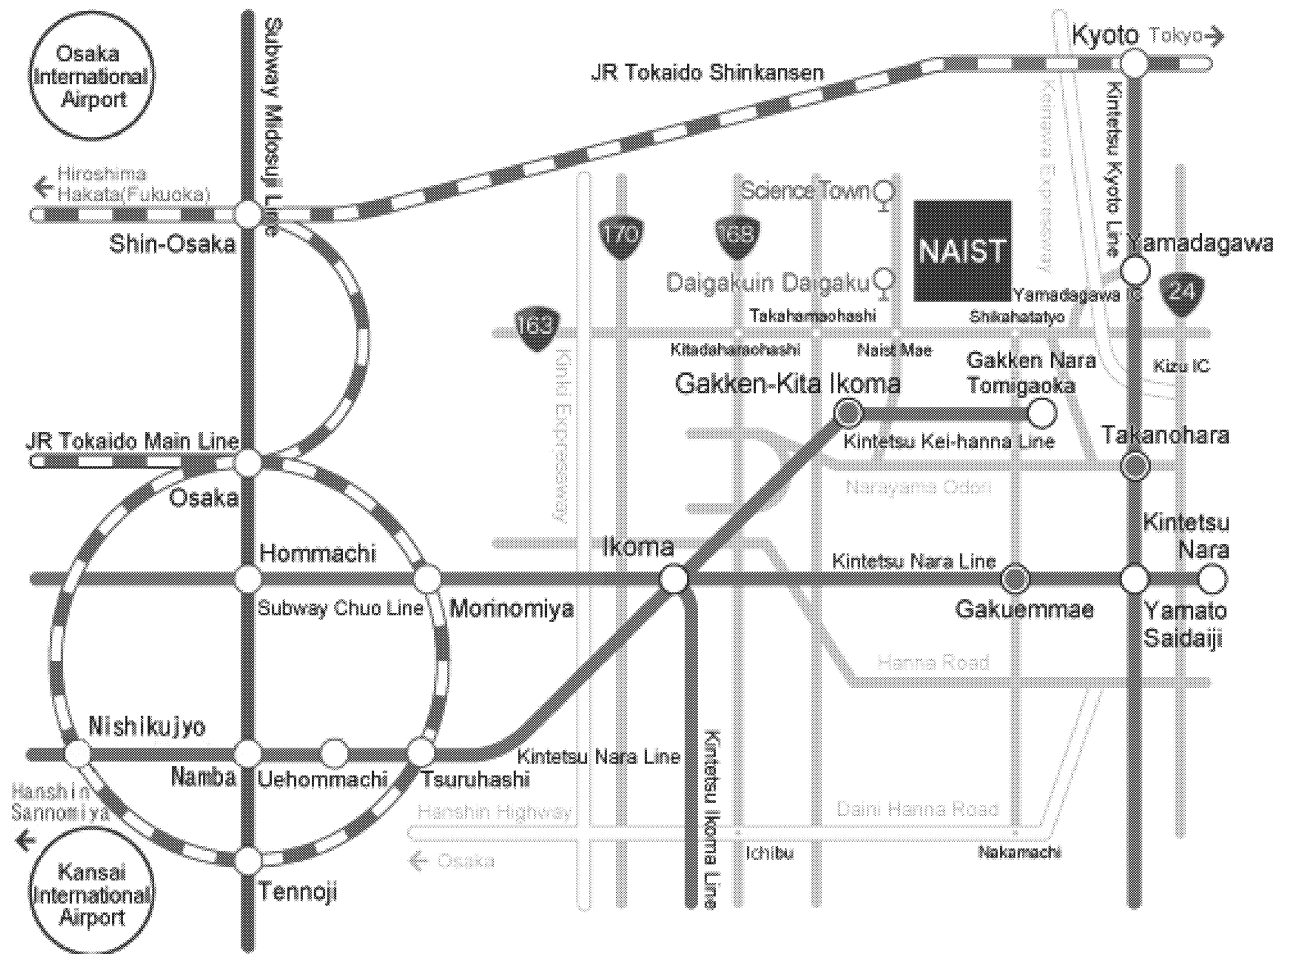 Osaka
International
Airport
Subway Midosuji Line
JR Tokaido Shinkansen
Kyoto
Tokyo
Hiroshima
Hakata(Fukuoka)
Shin-Osaka
Keinawa Expressway
Kintetsu Kyoto Line
Science Town
170
168
NAIST
Yamadagawa
Daigakuin Daigaku
Yamadagawa IC
24
163
Takahamaohashi
Shikahatatyo
Kitadaharaohashi
Naist Mae
Gakken Nara
Tomigaoka
Kizu IC
Kinki Expressway
Gakken-Kita Ikoma
JR Tokaido Main Line
Kintetsu Kei-hanna Line
Takanohara
Osaka
Narayama Odori
Kintetsu
Nara
Hommachi
Ikoma
Kintetsu Nara Line
Subway Chuo Line
Morinomiya
Gakuemmae
Yamato
Saidaiji
Hanna Road
Nishikujyo
Kintetsu Nara Line
Kintetsu Ikoma Line
Namba
Uehommachi
Tsuruhashi
Hanshin
Sannomiya
Hanshin Highway
Daini Hanna Road
Osaka
Ichibu
Nakamachi
Kansai
International
Airport
Tennoji